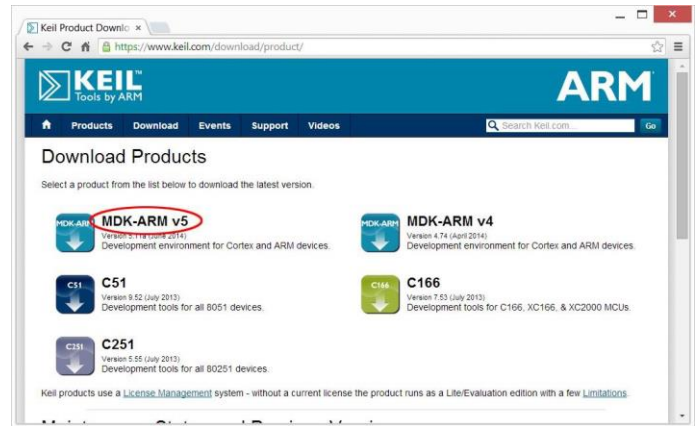 Keil Product Downlo
https://www.keil.com/download/product/
KEIL™
Tools by ARM
ARM
Products Download Events Support Videos Search Keil.com... Go
Download Products
Select a product from the list below to download the latest version.
MDK-ARM
MDK-ARM v5
Version 5.11a (June 2014)
Development environment for Cortex and ARM devices.
MDK-ARM
MDK-ARM v4
Version 4.74 (April 2014)
Development environment for Cortex and ARM devices.
C51
C51
Version 9.52 (July 2013)
Development tools for all 8051 devices.
C166
C166
Version 7.53 (July 2013)
Development tools for C166, XC166, & XC2000 MCUs.
C251
C251
Version 5.55 (July 2013)
Development tools for all 80251 devices.
Keil products use a License Management system - without a current license the product runs as a Lite/Evaluation edition with a few Limitations.